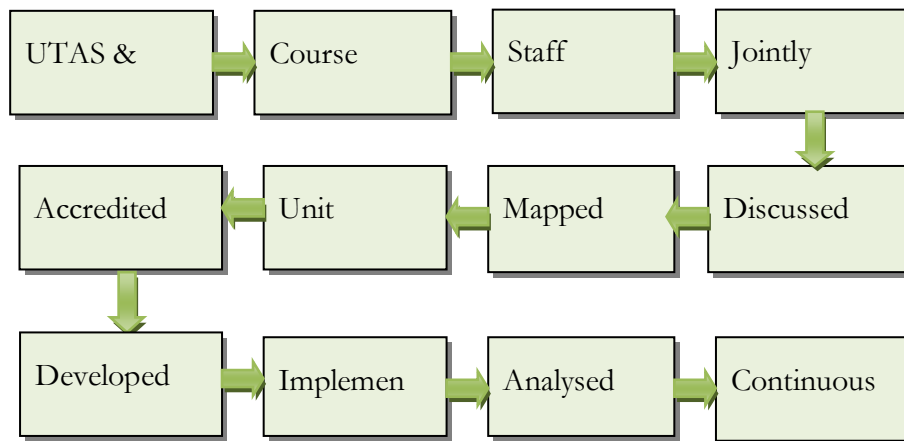 UTAS &
Course
Staff
Jointly
Accredited
Unit
Mapped
Discussed
Developed
Implemen
Analysed
Continuous